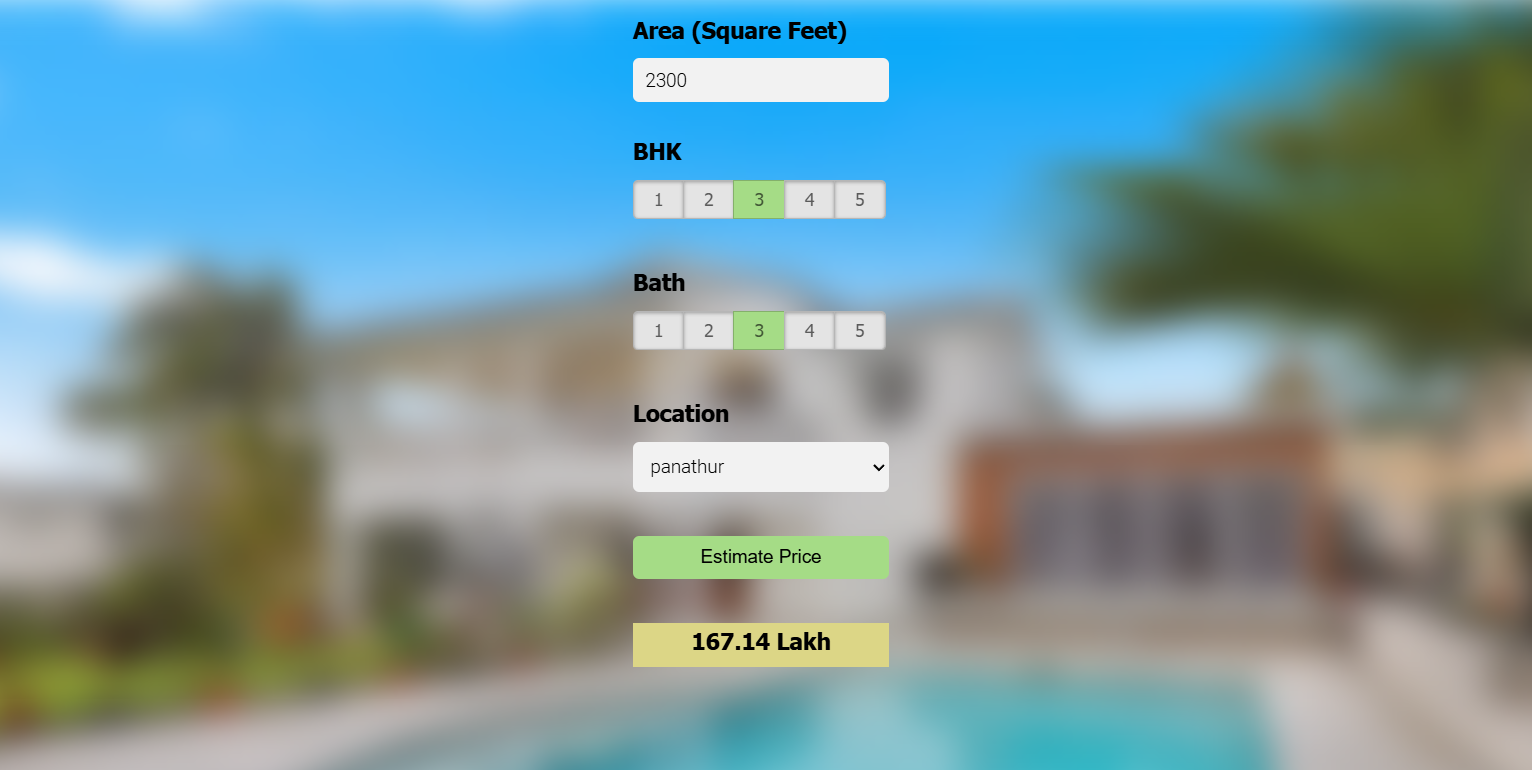 Area (Square Feet)
2300
BHK
1 2 3 4 5
Bath
1 2 3 4 5
Location
panathur
Estimate Price
167.14 Lakh